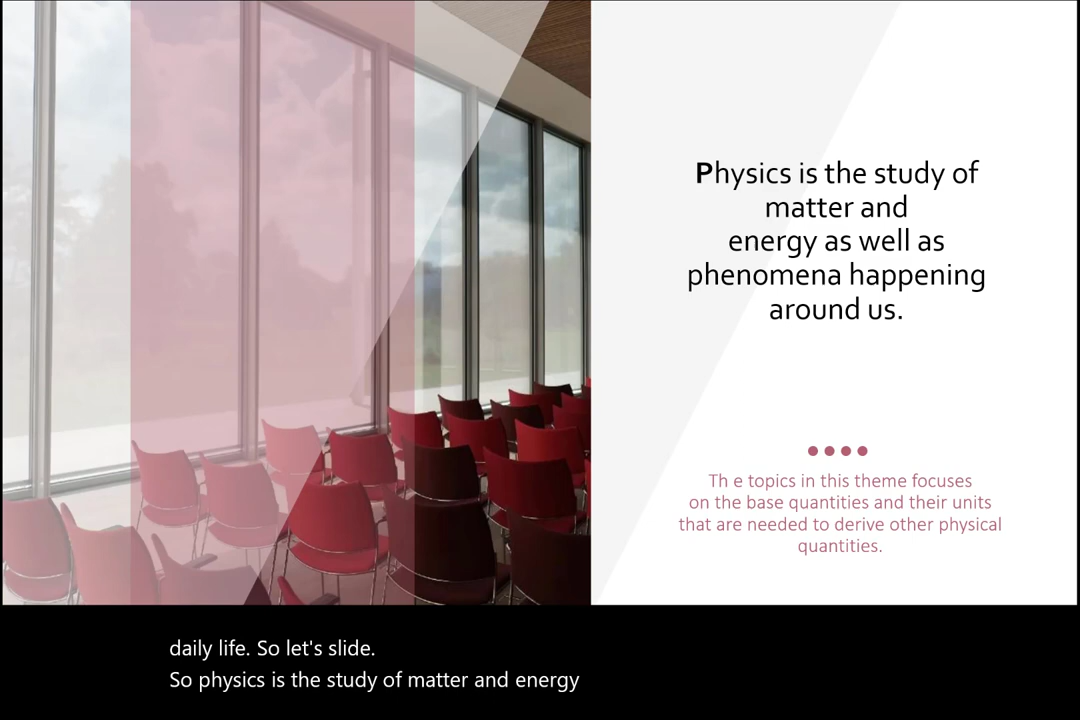 Physics is the study of
matter and
energy as well as
phenomena happening
around us.
Th e topics in this theme focuses
on the base quantities and their units
that are needed to derive other physical
quantities.
daily life. So let's slide.
So physics is the study of matter and energy